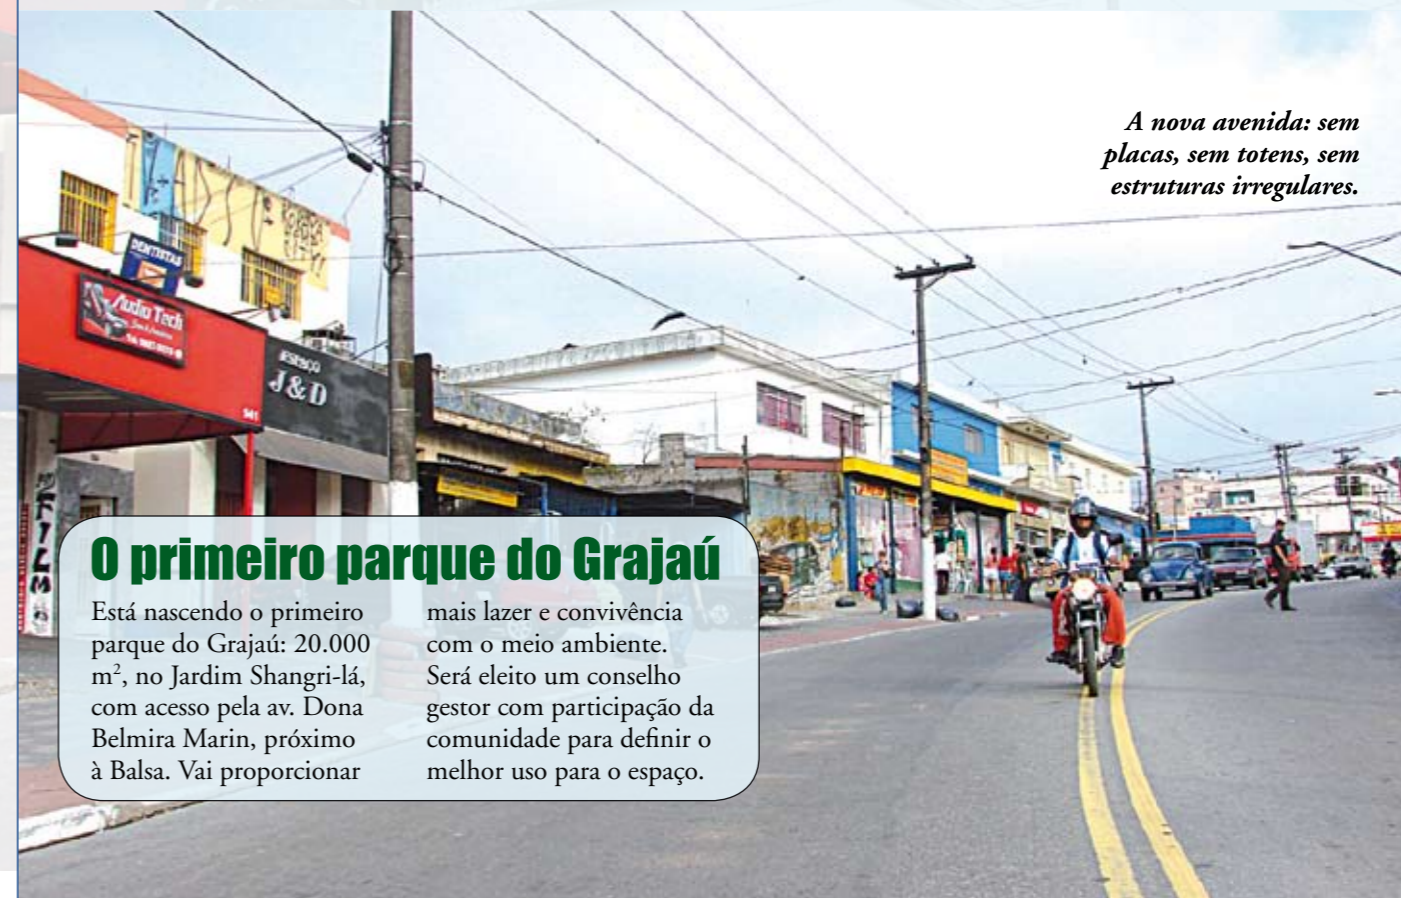 A nova avenida: sem
placas, sem totens, sem
estruturas irregulares.
DENTISTAS
Audio Tech
ESPAÇO
J&D
941
FILM
O primeiro parque do Grajaú
Está nascendo o primeiro
parque do Grajaú: 20.000
m², no Jardim Shangri-lá,
com acesso pela av. Dona
Belmira Marin, próximo
à Balsa. Vai proporcionar
mais lazer e convivência
com o meio ambiente.
Será eleito um conselho
gestor com participação da
comunidade para definir o
melhor uso para o espaço.